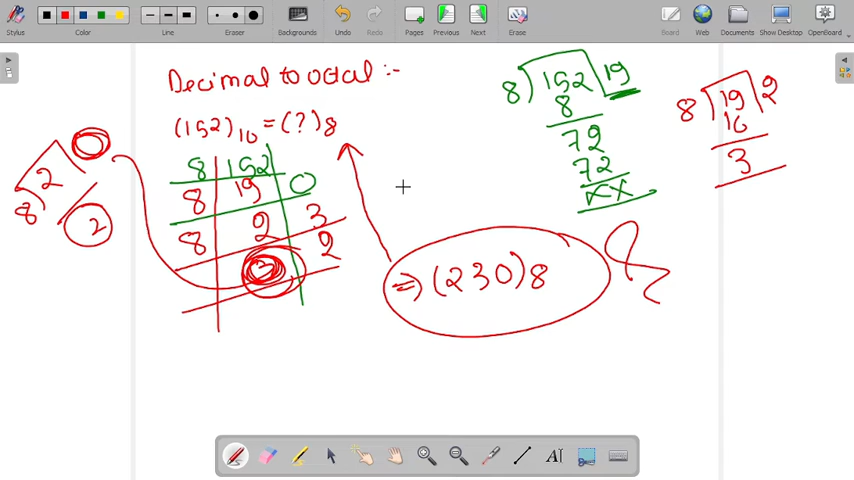 Stylus
Color
Line
Eraser
Backgrounds
Undo
Redo
Pages
Previous
Next
Erase
Board
Web
Documents
Show Desktop
OpenBoard
Decimal to octal :-
(152)10 = (?)8
8 152
8 19 0
8 2 3
2
8) 2 0
2
8) 152 19
8
72
72
xx
8) 19 2
16
3
=> (230)8